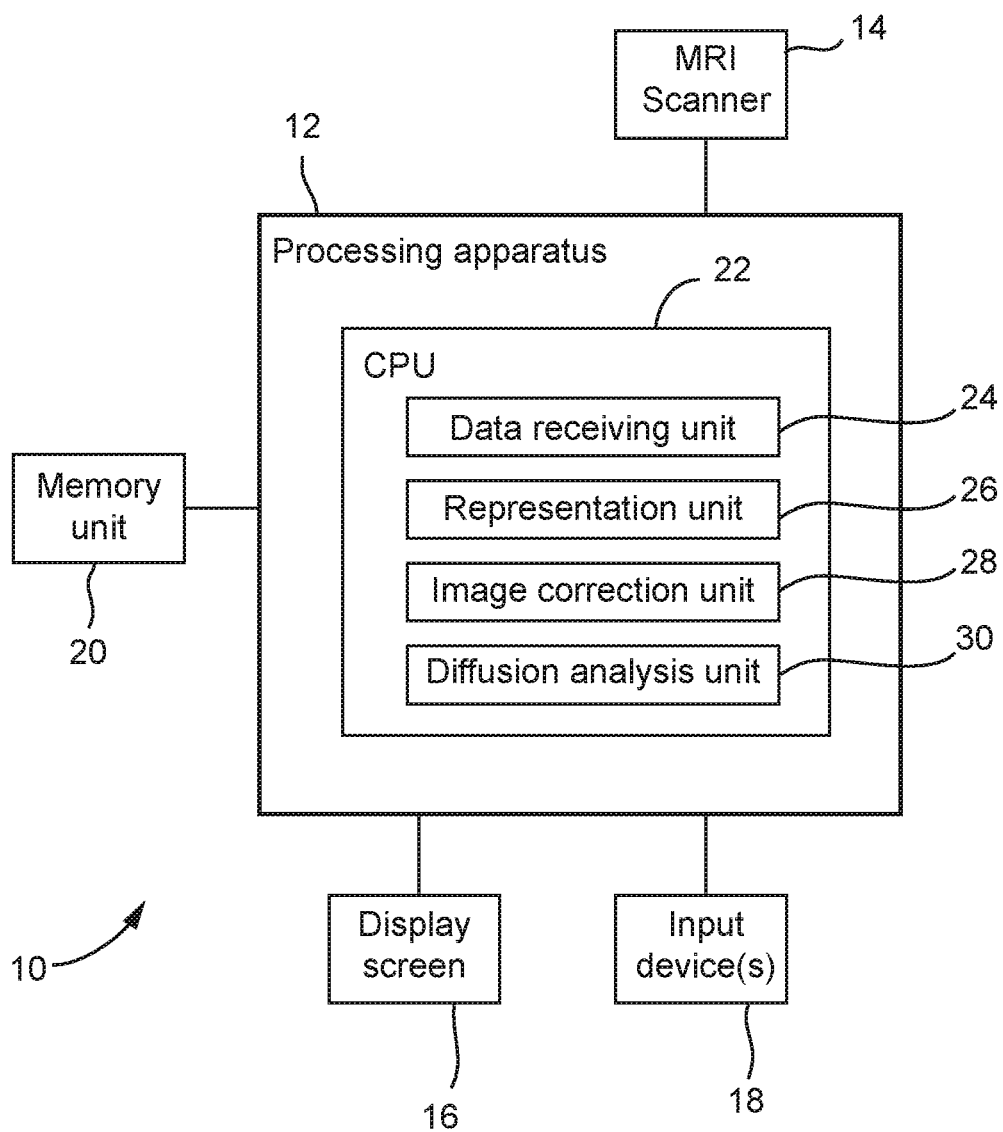 14
MRI
Scanner
12
Processing apparatus
22
CPU
24
Data receiving unit
26
Representation unit
28
Image correction unit
30
Diffusion analysis unit
Memory
unit
20
Display
screen
Input
device(s)
10
16
18